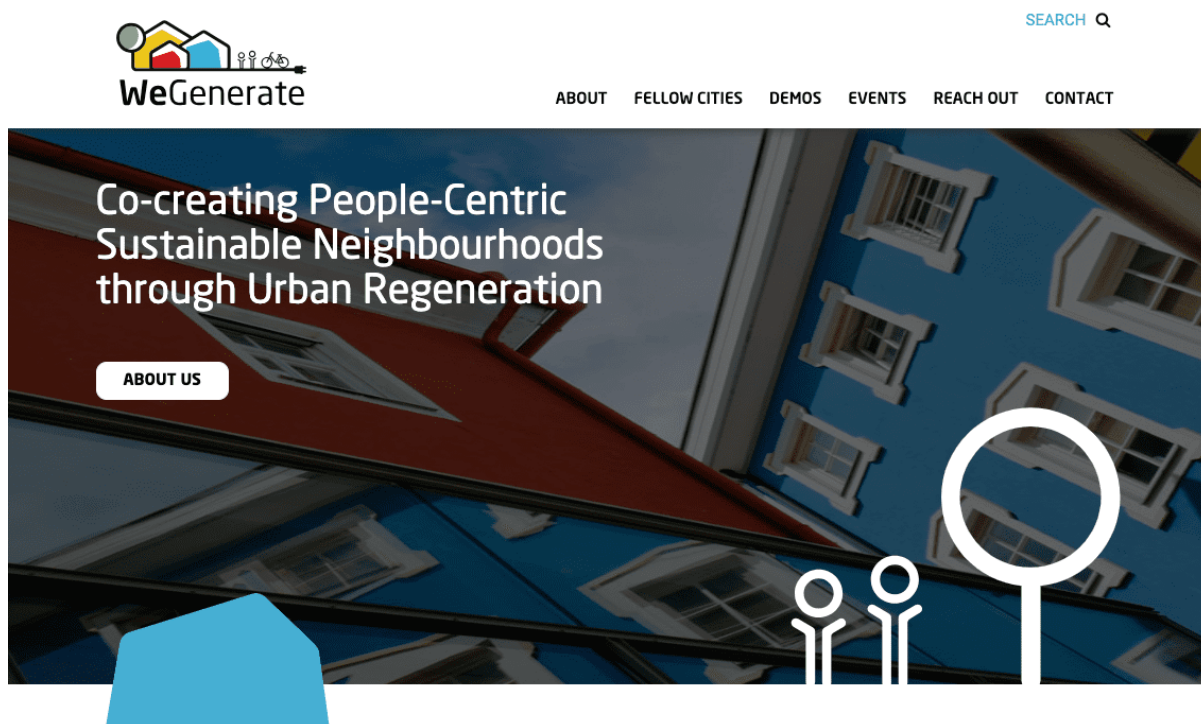 SEARCH
WeGenerate
ABOUT FELLOW CITIES DEMOS EVENTS REACH OUT CONTACT
Co-creating People-Centric
Sustainable Neighbourhoods
through Urban Regeneration
ABOUT US